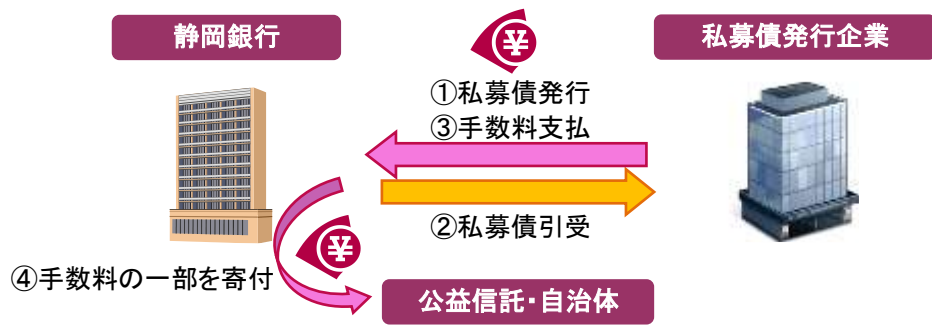 静岡銀行
私募債発行企業
①私募債発行
③手数料支払
②私募債引受
④手数料の一部を寄付
公益信託・自治体